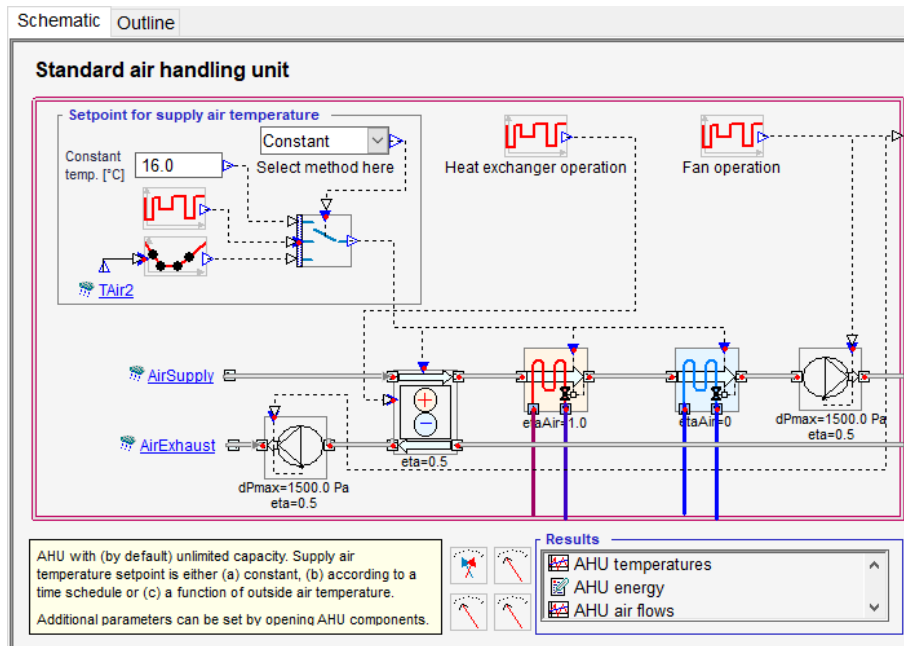 Schematic
Outline
Standard air handling unit
Setpoint for supply air temperature
Constant
Constant
temp. [°C]
16.0
Select method here
Heat exchanger operation
Fan operation
TAir2
AirSupply
AirExhaust
etaAir=1.0
etaAir=0
dPmax=1500.0 Pa
eta=0.5
eta=0.5
dPmax=1500.0 Pa
eta=0.5
AHU with (by default) unlimited capacity. Supply air
temperature setpoint is either (a) constant, (b) according to a
time schedule or (c) a function of outside air temperature.
Additional parameters can be set by opening AHU components.
Results
AHU temperatures
AHU energy
AHU air flows